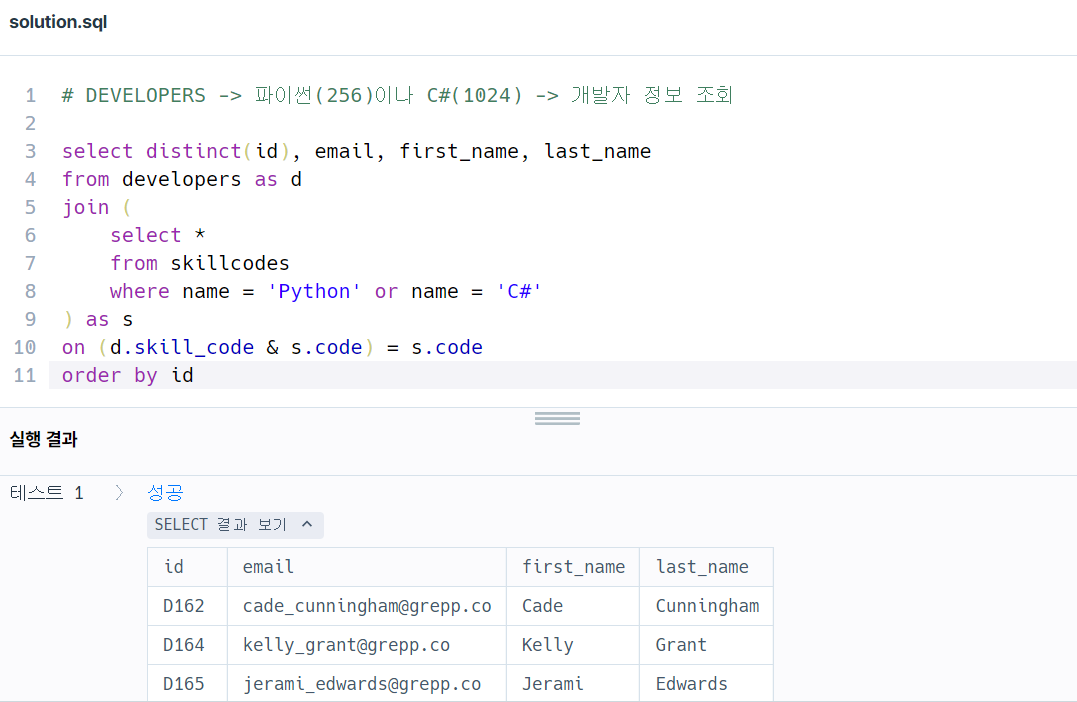 solution.sql
1 # DEVELOPERS -> 파이썬(256)이나 C#(1024) -> 개발자 정보 조회
2
3 select distinct(id), email, first_name, last_name
4 from developers as d
5 join (
6 select *
7 from skillcodes
8 where name = 'Python' or name = 'C#'
9 ) as s
10 on (d.skill_code & s.code) = s.code
11 order by id
실행 결과
테스트 1 〉 성공
SELECT 결과 보기 ^
id email first_name last_name
D162 cade_cunningham@grepp.co Cade Cunningham
D164 kelly_grant@grepp.co Kelly Grant
D165 jerami_edwards@grepp.co Jerami Edwards